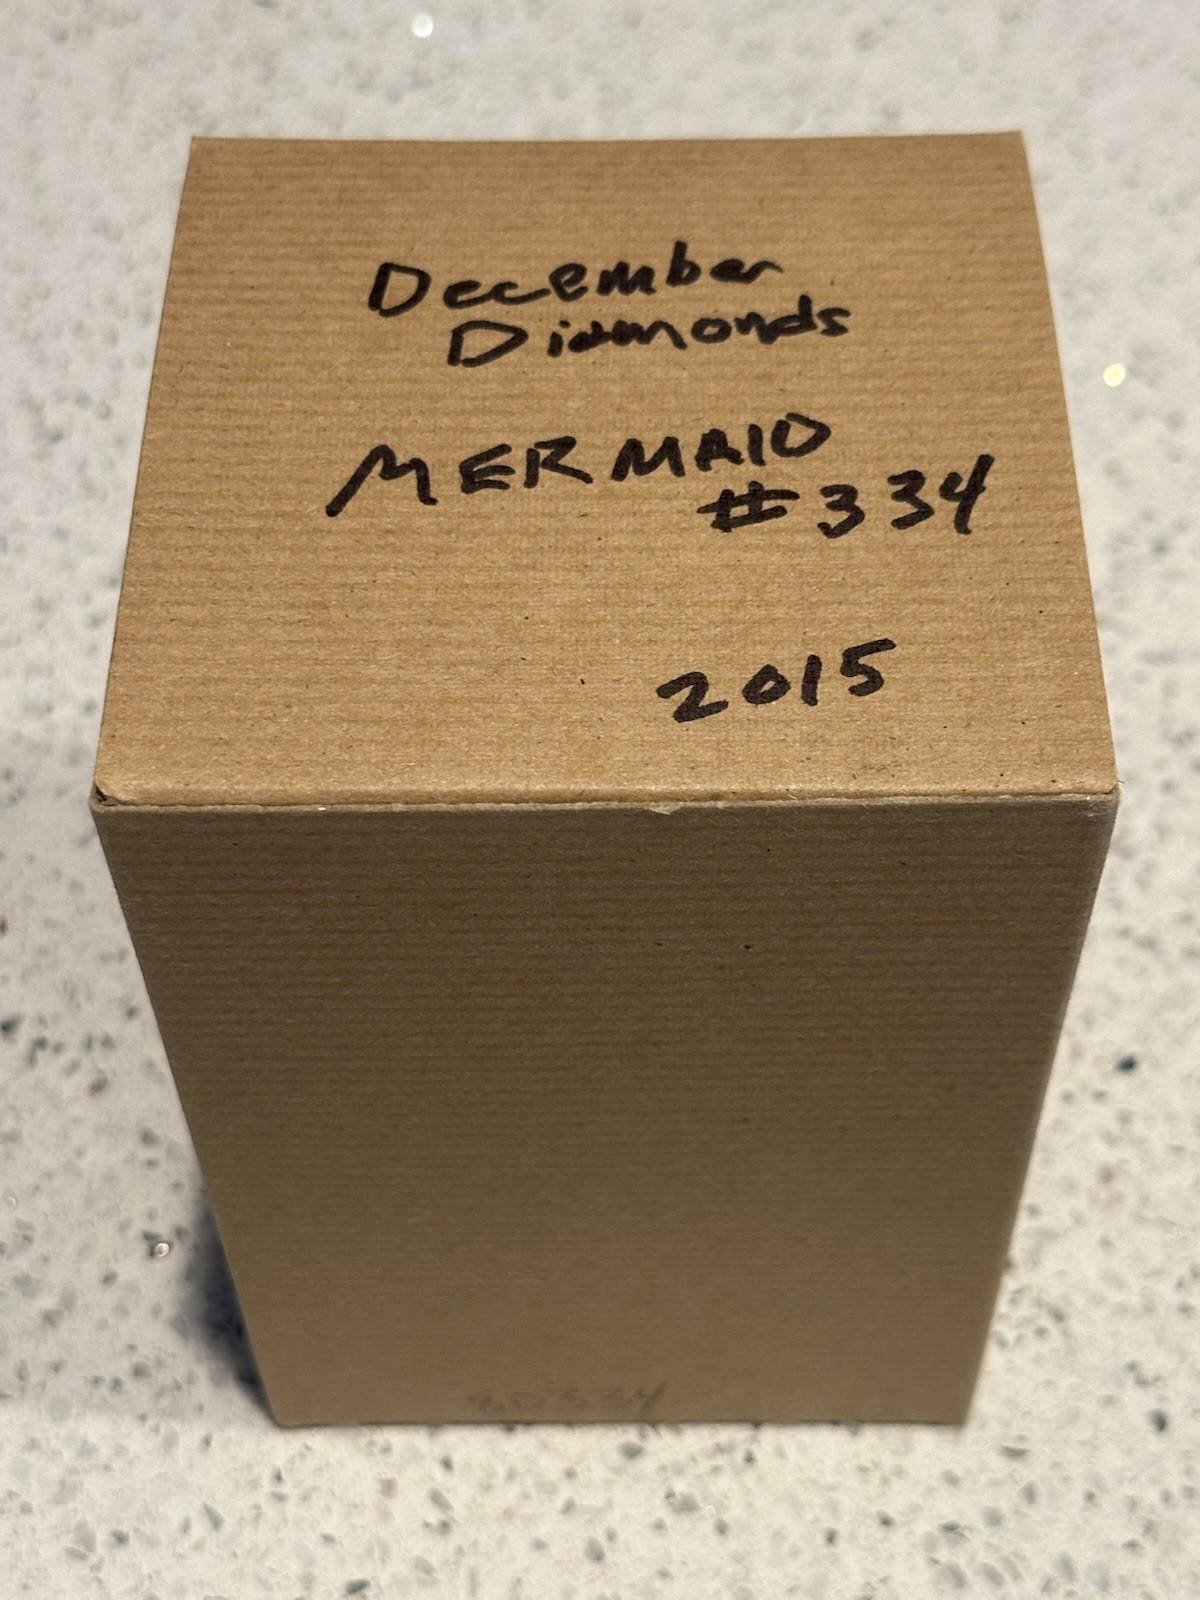 December
Diamonds
MERMAID
#334
2015